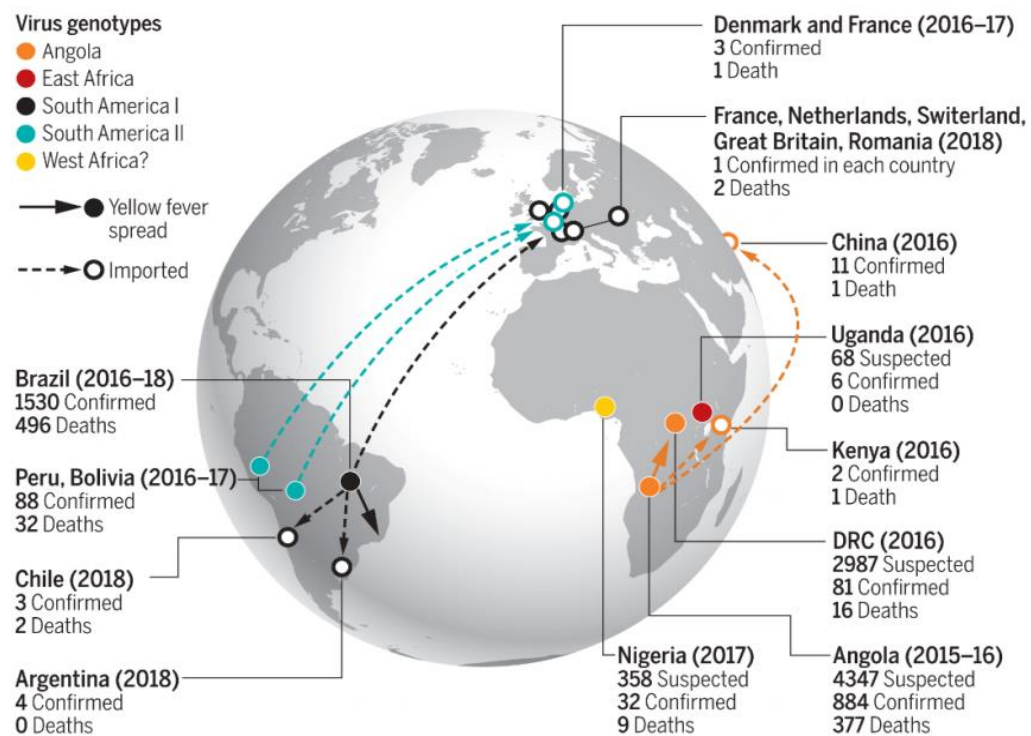 Virus genotypes
Angola
East Africa
South America I
South America II
West Africa?
Yellow fever
spread
Imported
Denmark and France (2016–17)
3 Confirmed
1 Death
France, Netherlands, Switerland,
Great Britain, Romania (2018)
1 Confirmed in each country
2 Deaths
China (2016)
11 Confirmed
1 Death
Uganda (2016)
68 Suspected
6 Confirmed
0 Deaths
Kenya (2016)
2 Confirmed
1 Death
DRC (2016)
2987 Suspected
81 Confirmed
16 Deaths
Angola (2015–16)
4347 Suspected
884 Confirmed
377 Deaths
Nigeria (2017)
358 Suspected
32 Confirmed
9 Deaths
Brazil (2016–18)
1530 Confirmed
496 Deaths
Peru, Bolivia (2016–17)
88 Confirmed
32 Deaths
Chile (2018)
3 Confirmed
2 Deaths
Argentina (2018)
4 Confirmed
0 Deaths